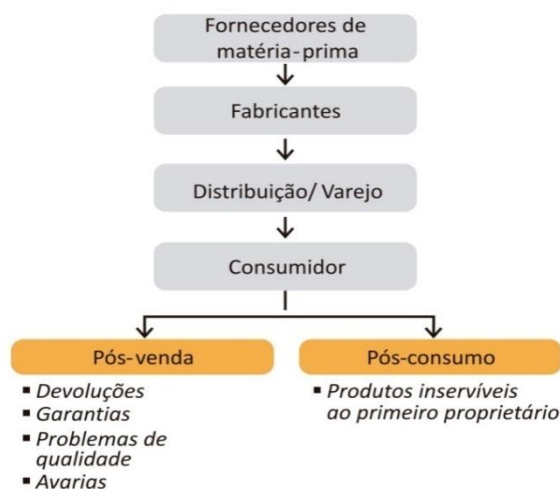 Fornecedores de
matéria-prima
Fabricantes
Distribuição/ Varejo
Consumidor
Pós-venda
▪ Devoluções
▪ Garantias
▪ Problemas de
qualidade
▪ Avarias
Pós-consumo
▪ Produtos inservíveis
ao primeiro proprietário